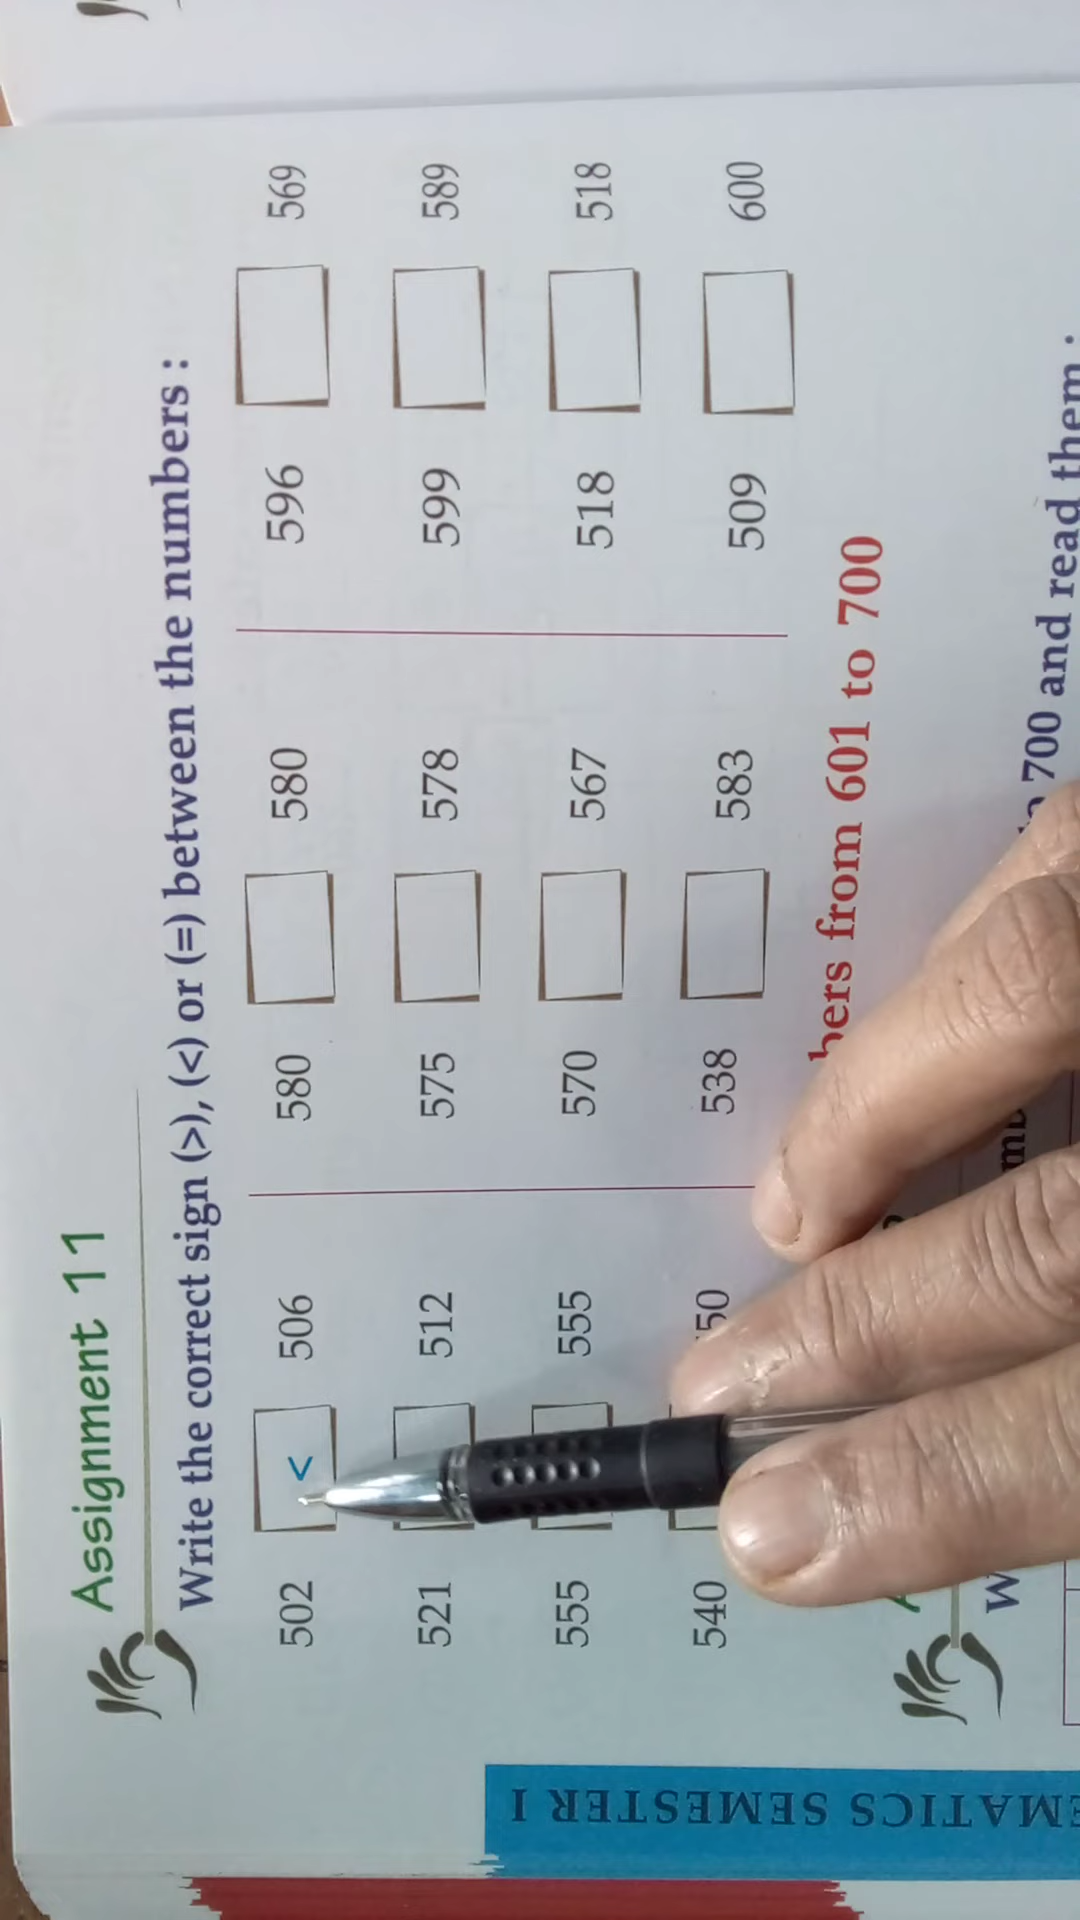 Assignment 11
Write the correct sign (>), (<) or (=) between the numbers :
502 < 506 580 580 596 569
521 512 575 578 599 589
555 555 570 567 518 518
540 538 583 509 600
from 601 to 700
700 and read them :
SEMESTER I